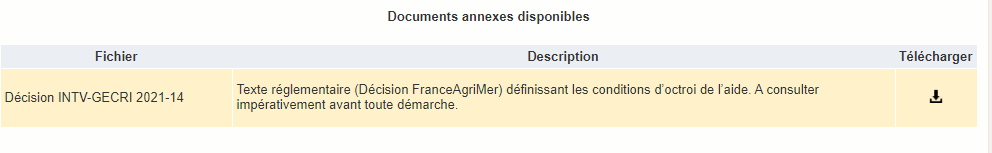 Documents annexes disponibles
Fichier Description Télécharger
Décision INTV-GECRI 2021-14
Texte réglementaire (Décision FranceAgriMer) définissant les conditions d'octroi de l'aide. A consulter
impérativement avant toute démarche.